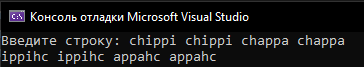 Консоль отладки Microsoft Visual Studio
Введите строку: chippi chippi chappa chappa
ippihc ippihc appahc appahc